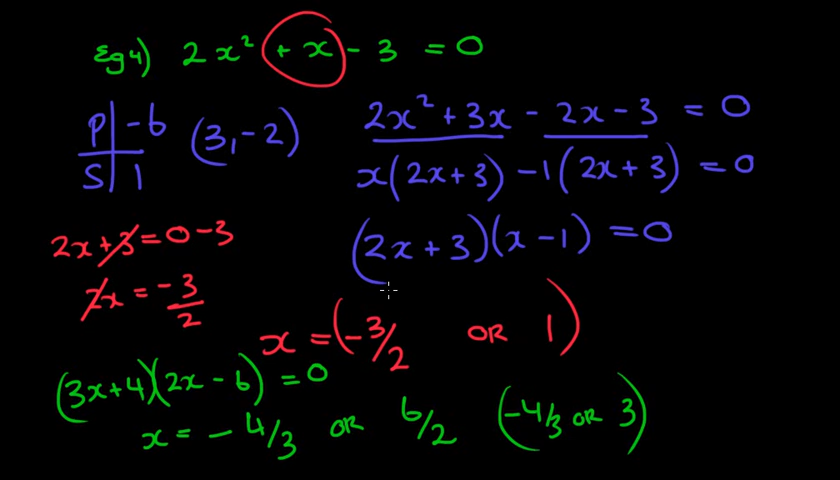 Eg 4) 2x² + x - 3 = 0
P | -6 (3, -2)
S | 1
2x² + 3x - 2x - 3 = 0
x(2x + 3) - 1(2x + 3) = 0
(2x + 3)(x - 1) = 0
2x + 3 = 0 - 3
2x = -3/2
x = (-3/2 OR 1)
(3x + 4)(2x - 6) = 0
x = - 4/3 OR 6/2 (-4/3 OR 3)